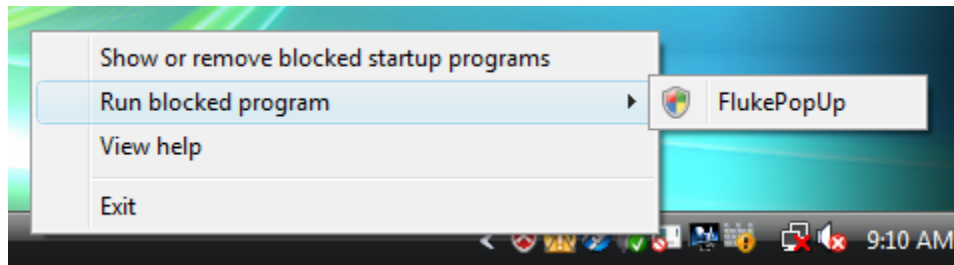 Show or remove blocked startup programs
Run blocked program
FlukePopUp
View help
Exit
9:10 AM